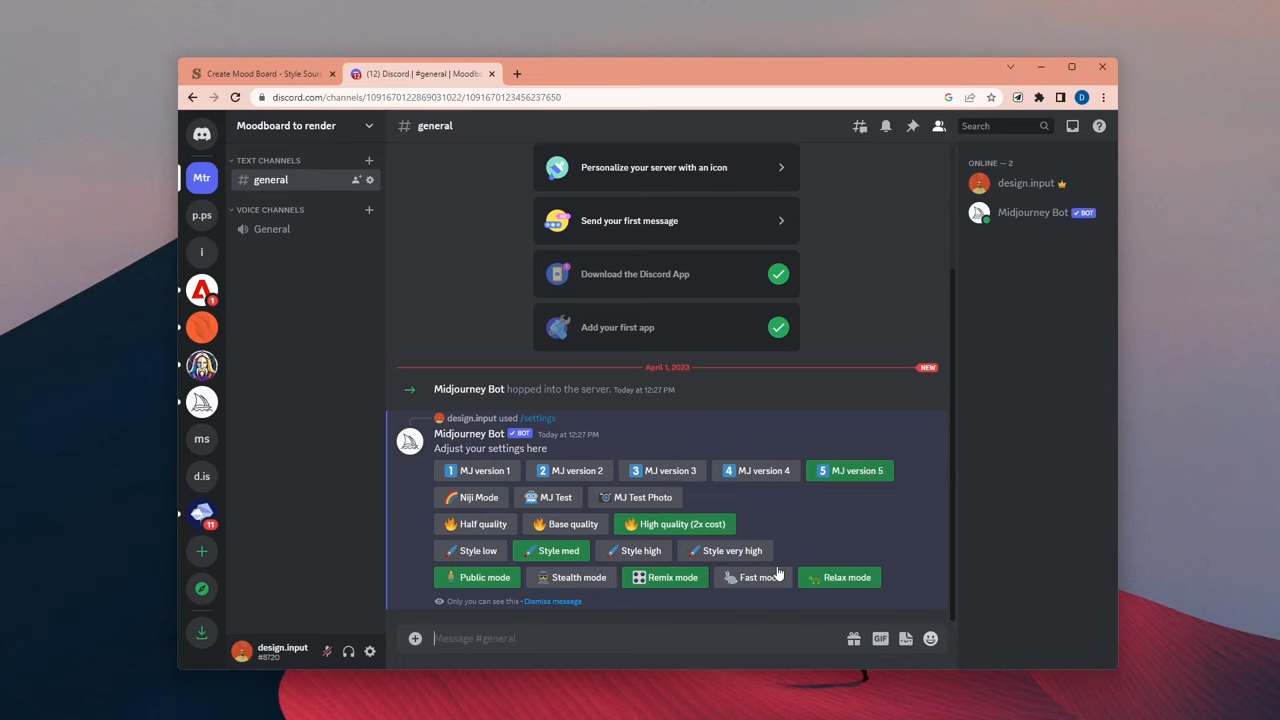 Create Mood Board - Style Sour
(12) Discord | #general | Moodb
discord.com/channels/1091670122869031022/1091670123456237650
Moodboard to render
general
Search
Mtr
p.ps
i
1
ms
d.is
11
TEXT CHANNELS
general
VOICE CHANNELS
General
Personalize your server with an icon
Send your first message
Download the Discord App
Add your first app
April 1, 2023
NEW
Midjourney Bot hopped into the server. Today at 12:27 PM
design.input used /settings
Midjourney Bot ✓ BOT Today at 12:27 PM
Adjust your settings here
1 MJ version 1 2 MJ version 2 3 MJ version 3 4 MJ version 4 5 MJ version 5
Niji Mode MJ Test MJ Test Photo
Half quality Base quality High quality (2x cost)
Style low Style med Style high Style very high
Public mode Stealth mode Remix mode Fast mode Relax mode
Only you can see this • Dismiss message
Message #general
GIF
design.input
#8720
ONLINE — 2
design.input
Midjourney Bot ✓ BOT